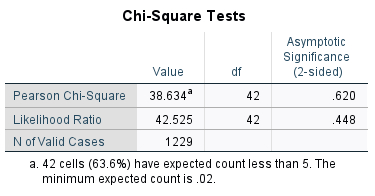 Chi-Square Tests
Asymptotic
Significance
Value df (2-sided)
Pearson Chi-Square 38.634a 42 .620
Likelihood Ratio 42.525 42 .448
N of Valid Cases 1229
a. 42 cells (63.6%) have expected count less than 5. The
minimum expected count is .02.